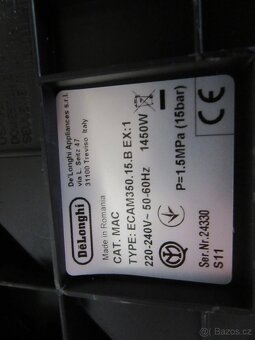 De'Longhi Appliances s.r.l.
via L. Seitz 47
31100 Treviso Italy
DeLonghi
Made in Romania
CAT. MAC
TYPE: ECAM350.15.B EX:1
220-240V~ 50-60Hz 1450W
P=1.5MPa (15bar)
Ser.Nr.24330
S11
CE
sbazar.cz